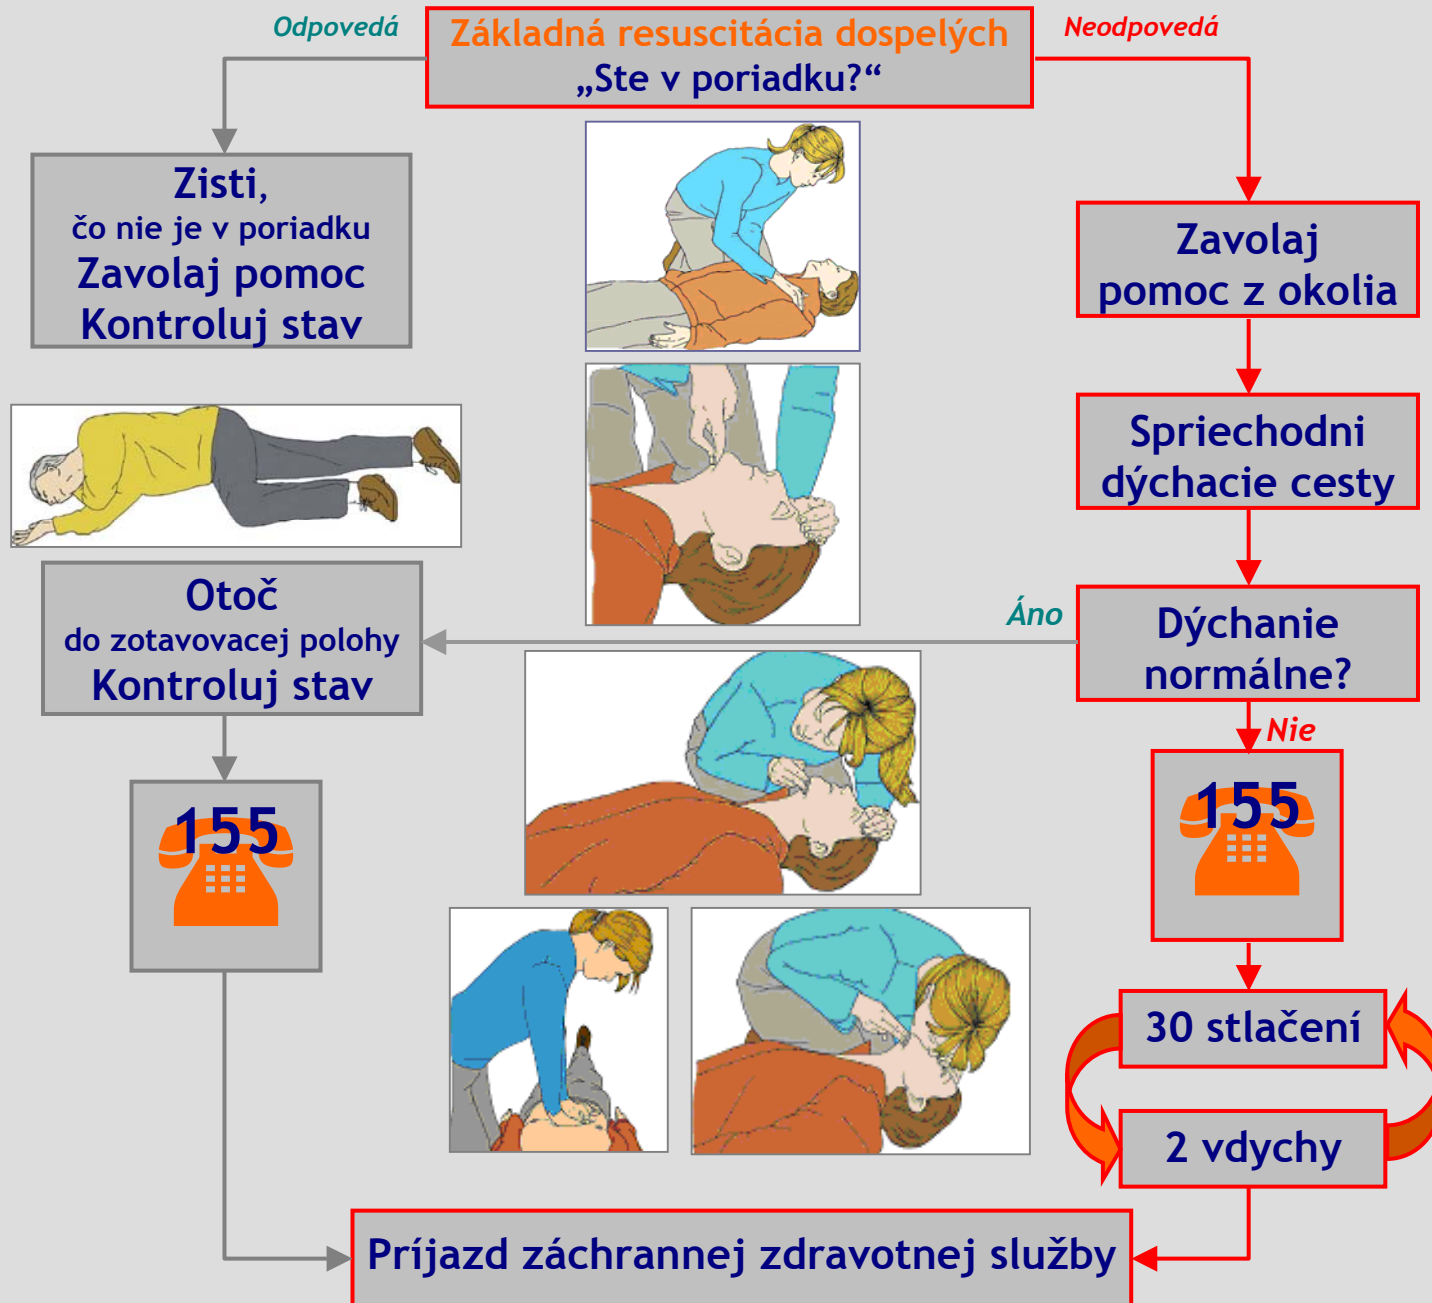 Odpovedá
Základná resuscitácia dospelých
„Ste v poriadku?“
Neodpovedá
Zisti,
čo nie je v poriadku
Zavolaj pomoc
Kontroluj stav
Zavolaj
pomoc z okolia
Spriechodni
dýchacie cesty
Dýchanie
normálne?
Áno
Otoč
do zotavovacej polohy
Kontroluj stav
155
Nie
155
30 stlačení
2 vdychy
Príjazd záchrannej zdravotnej služby